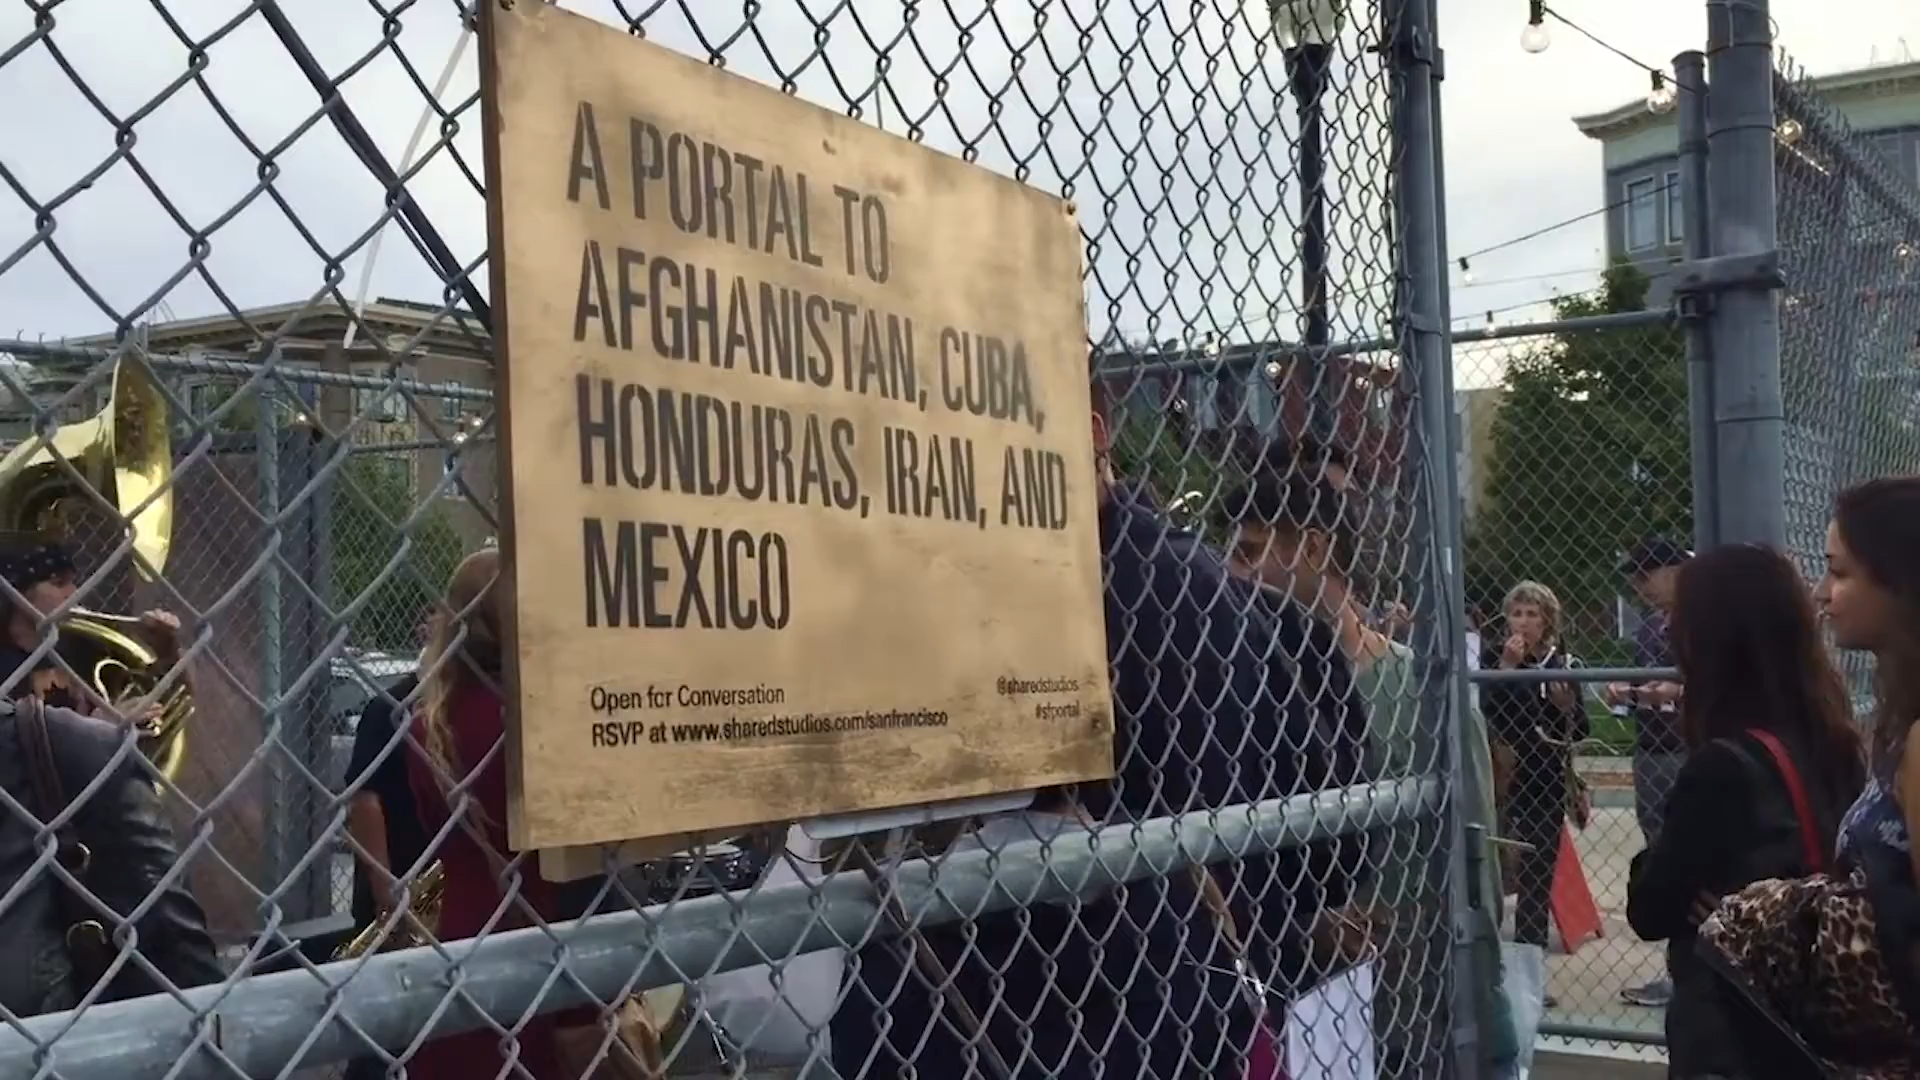 A PORTAL TO
AFGHANISTAN, CUBA,
HONDURAS, IRAN, AND
MEXICO
Open for Conversation
RSVP at www.sharedstudios.com/sanfrancisco
@sharedstudios
#sfportal